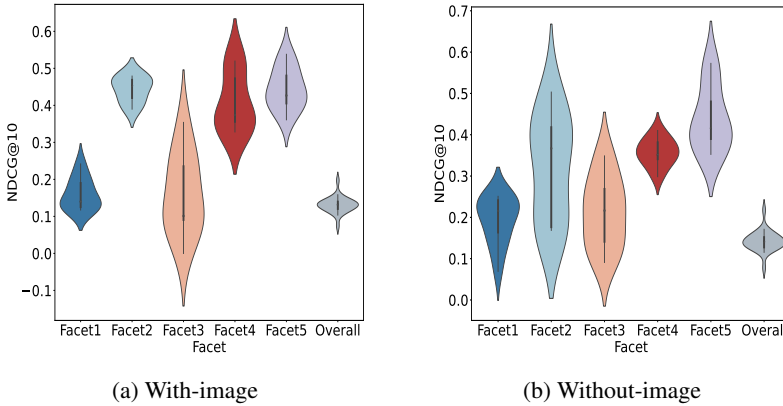 NDCG@10
0.6
0.5
0.4
0.3
0.2
0.1
0.0
−0.1
Facet1 Facet2 Facet3 Facet4 Facet5 Overall
Facet
(a) With-image
NDCG@10
0.7
0.6
0.5
0.4
0.3
0.2
0.1
0.0
Facet1 Facet2 Facet3 Facet4 Facet5 Overall
Facet
(b) Without-image